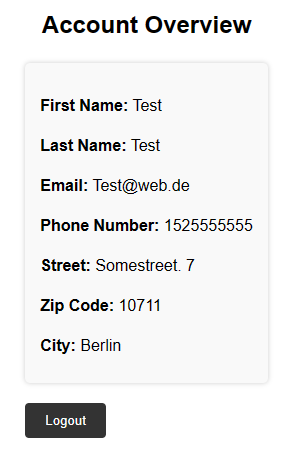 Account Overview
First Name: Test
Last Name: Test
Email: Test@web.de
Phone Number: 1525555555
Street: Somestreet. 7
Zip Code: 10711
City: Berlin
Logout